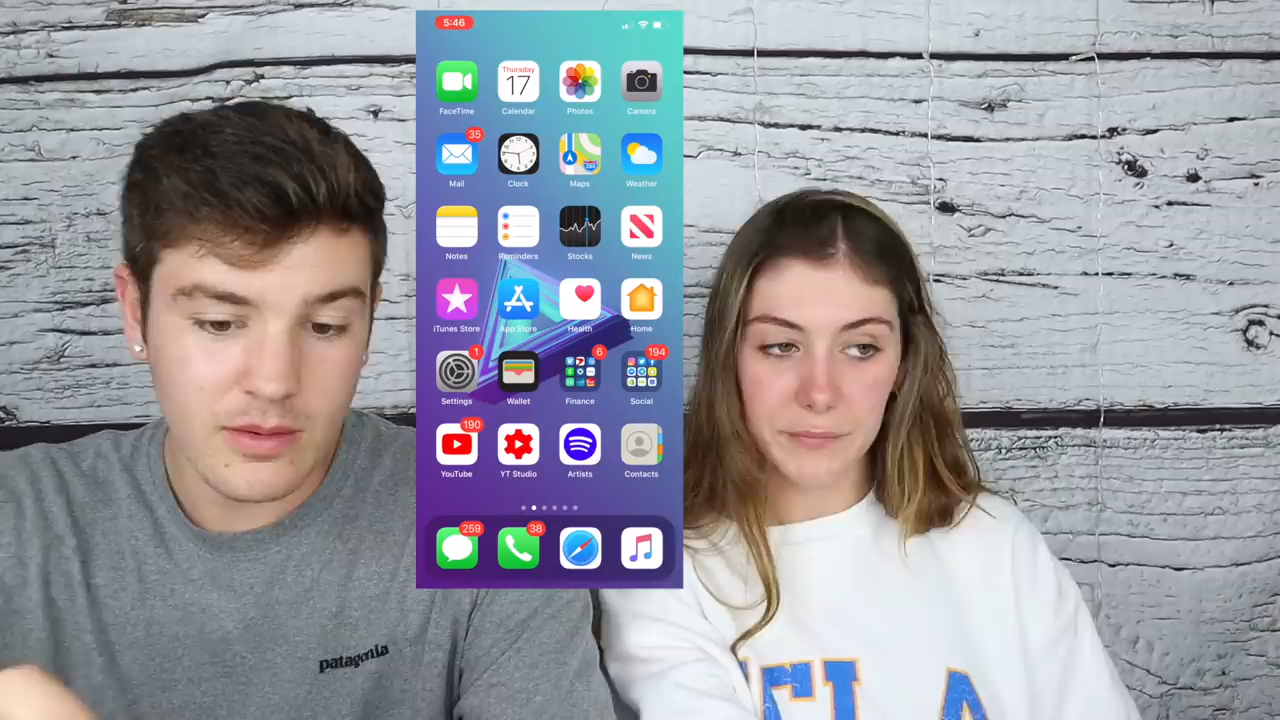 5:46
Thursday
17
FaceTime
Calendar
Photos
Camera
35
Mail
Clock
Maps
Weather
Notes
Reminders
Stocks
News
iTunes Store
App Store
Health
Home
1
6
194
Settings
Wallet
Finance
Social
190
YouTube
YT Studio
Artists
Contacts
259
38
patagonia